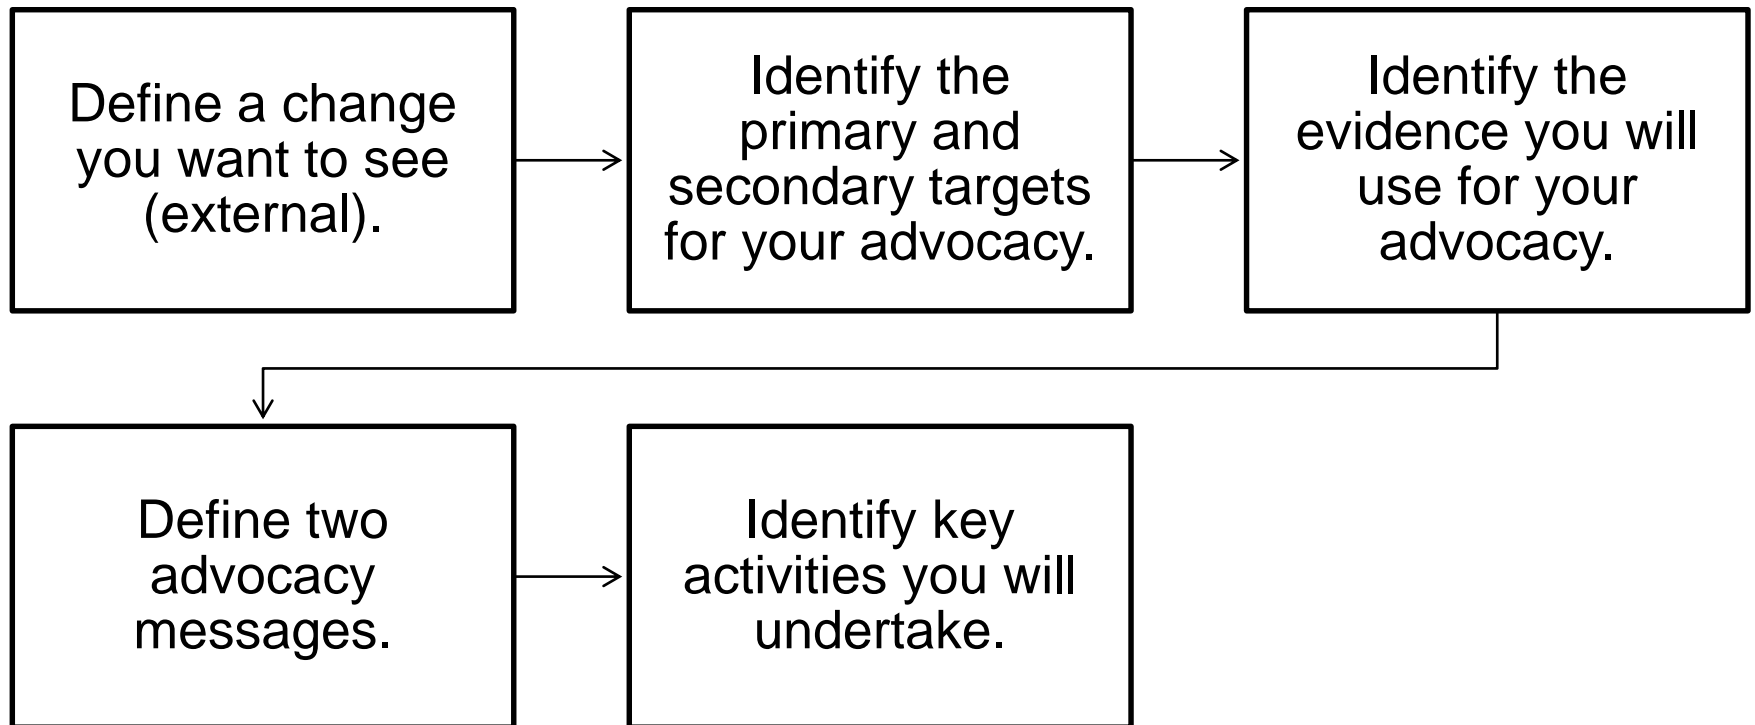 Define a change
you want to see
(external).
Identify the
primary and
secondary targets
for your advocacy.
Identify the
evidence you will
use for your
advocacy.
Define two
advocacy
messages.
Identify key
activities you will
undertake.